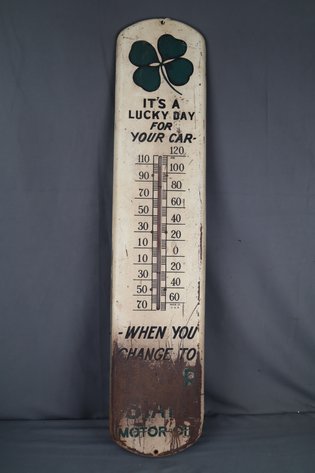 IT'S A
LUCKY DAY
FOR
YOUR CAR-
120
110
100
90
80
70
60
50
40
30
20
10
0
10
20
30
40
50
60
70
-WHEN YOU
CHANGE TO
MOTOR